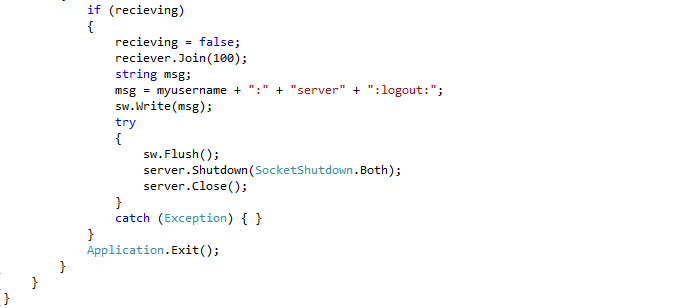 if (recieving)
{
recieving = false;
reciever.Join(100);
string msg;
msg = myusername + ":" + "server" + ":logout:";
sw.Write(msg);
try
{
sw.Flush();
server.Shutdown(SocketShutdown.Both);
server.Close();
}
catch (Exception) { }
}
Application.Exit();
}
}
}